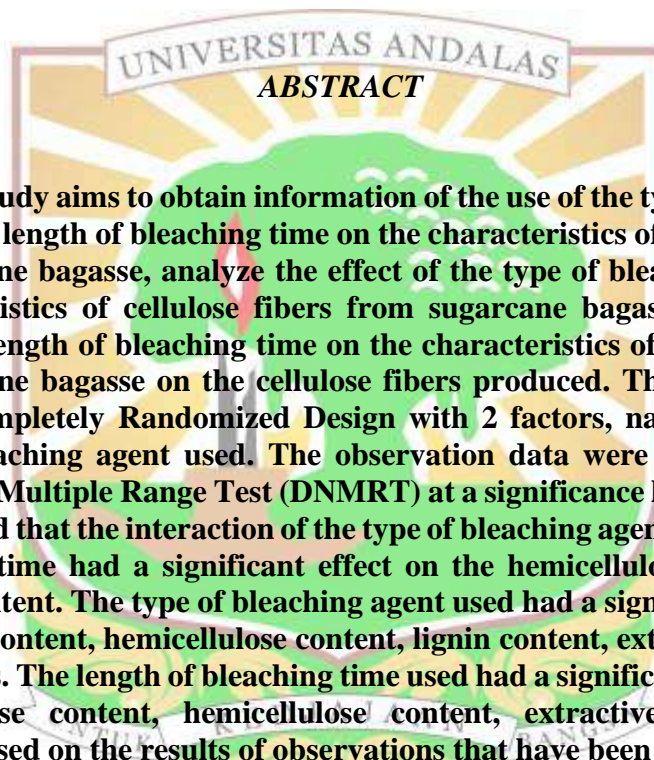 UNIVERSITAS ANDALAS
ABSTRACT
udy aims to obtain information of the use of the ty
length of bleaching time on the characteristics of
ne bagasse, analyze the effect of the type of blea
istics of cellulose fibers from sugarcane bagas
ength of bleaching time on the characteristics of
ne bagasse on the cellulose fibers produced. Th
mpletely Randomized Design with 2 factors, na
aching agent used. The observation data were
Multiple Range Test (DNMRT) at a significance
d that the interaction of the type of bleaching agen
time had a significant effect on the hemicellulo
tent. The type of bleaching agent used had a sign
ontent, hemicellulose content, lignin content, ext
s. The length of bleaching time used had a signific
se content, hemicellulose content, extractive
sed on the results of observations that have been